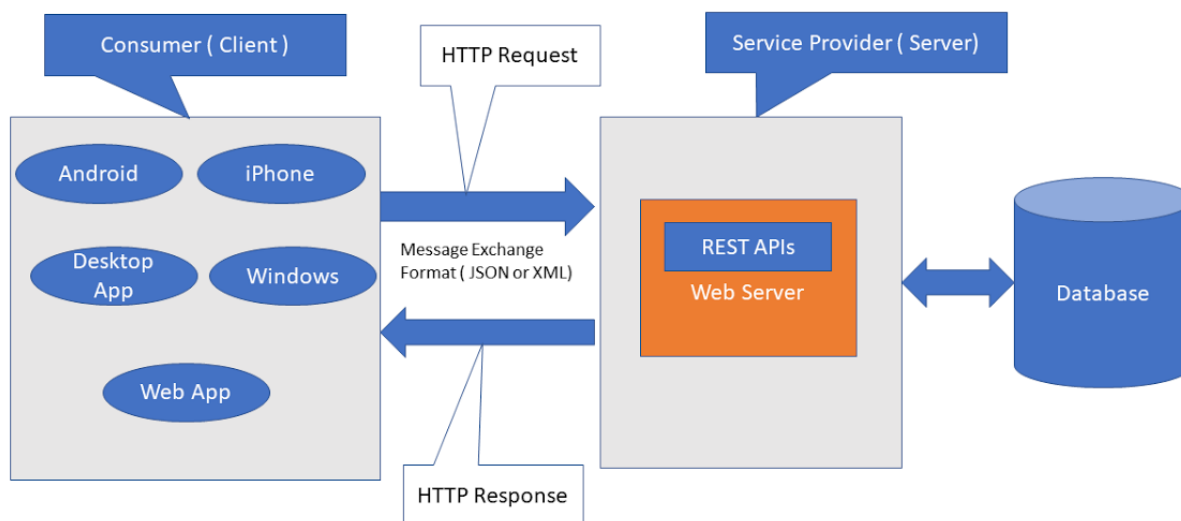 Consumer ( Client )
HTTP Request
Service Provider ( Server)
Android
iPhone
Desktop
App
Windows
Web App
Message Exchange
Format ( JSON or XML)
REST APIs
Web Server
Database
HTTP Response